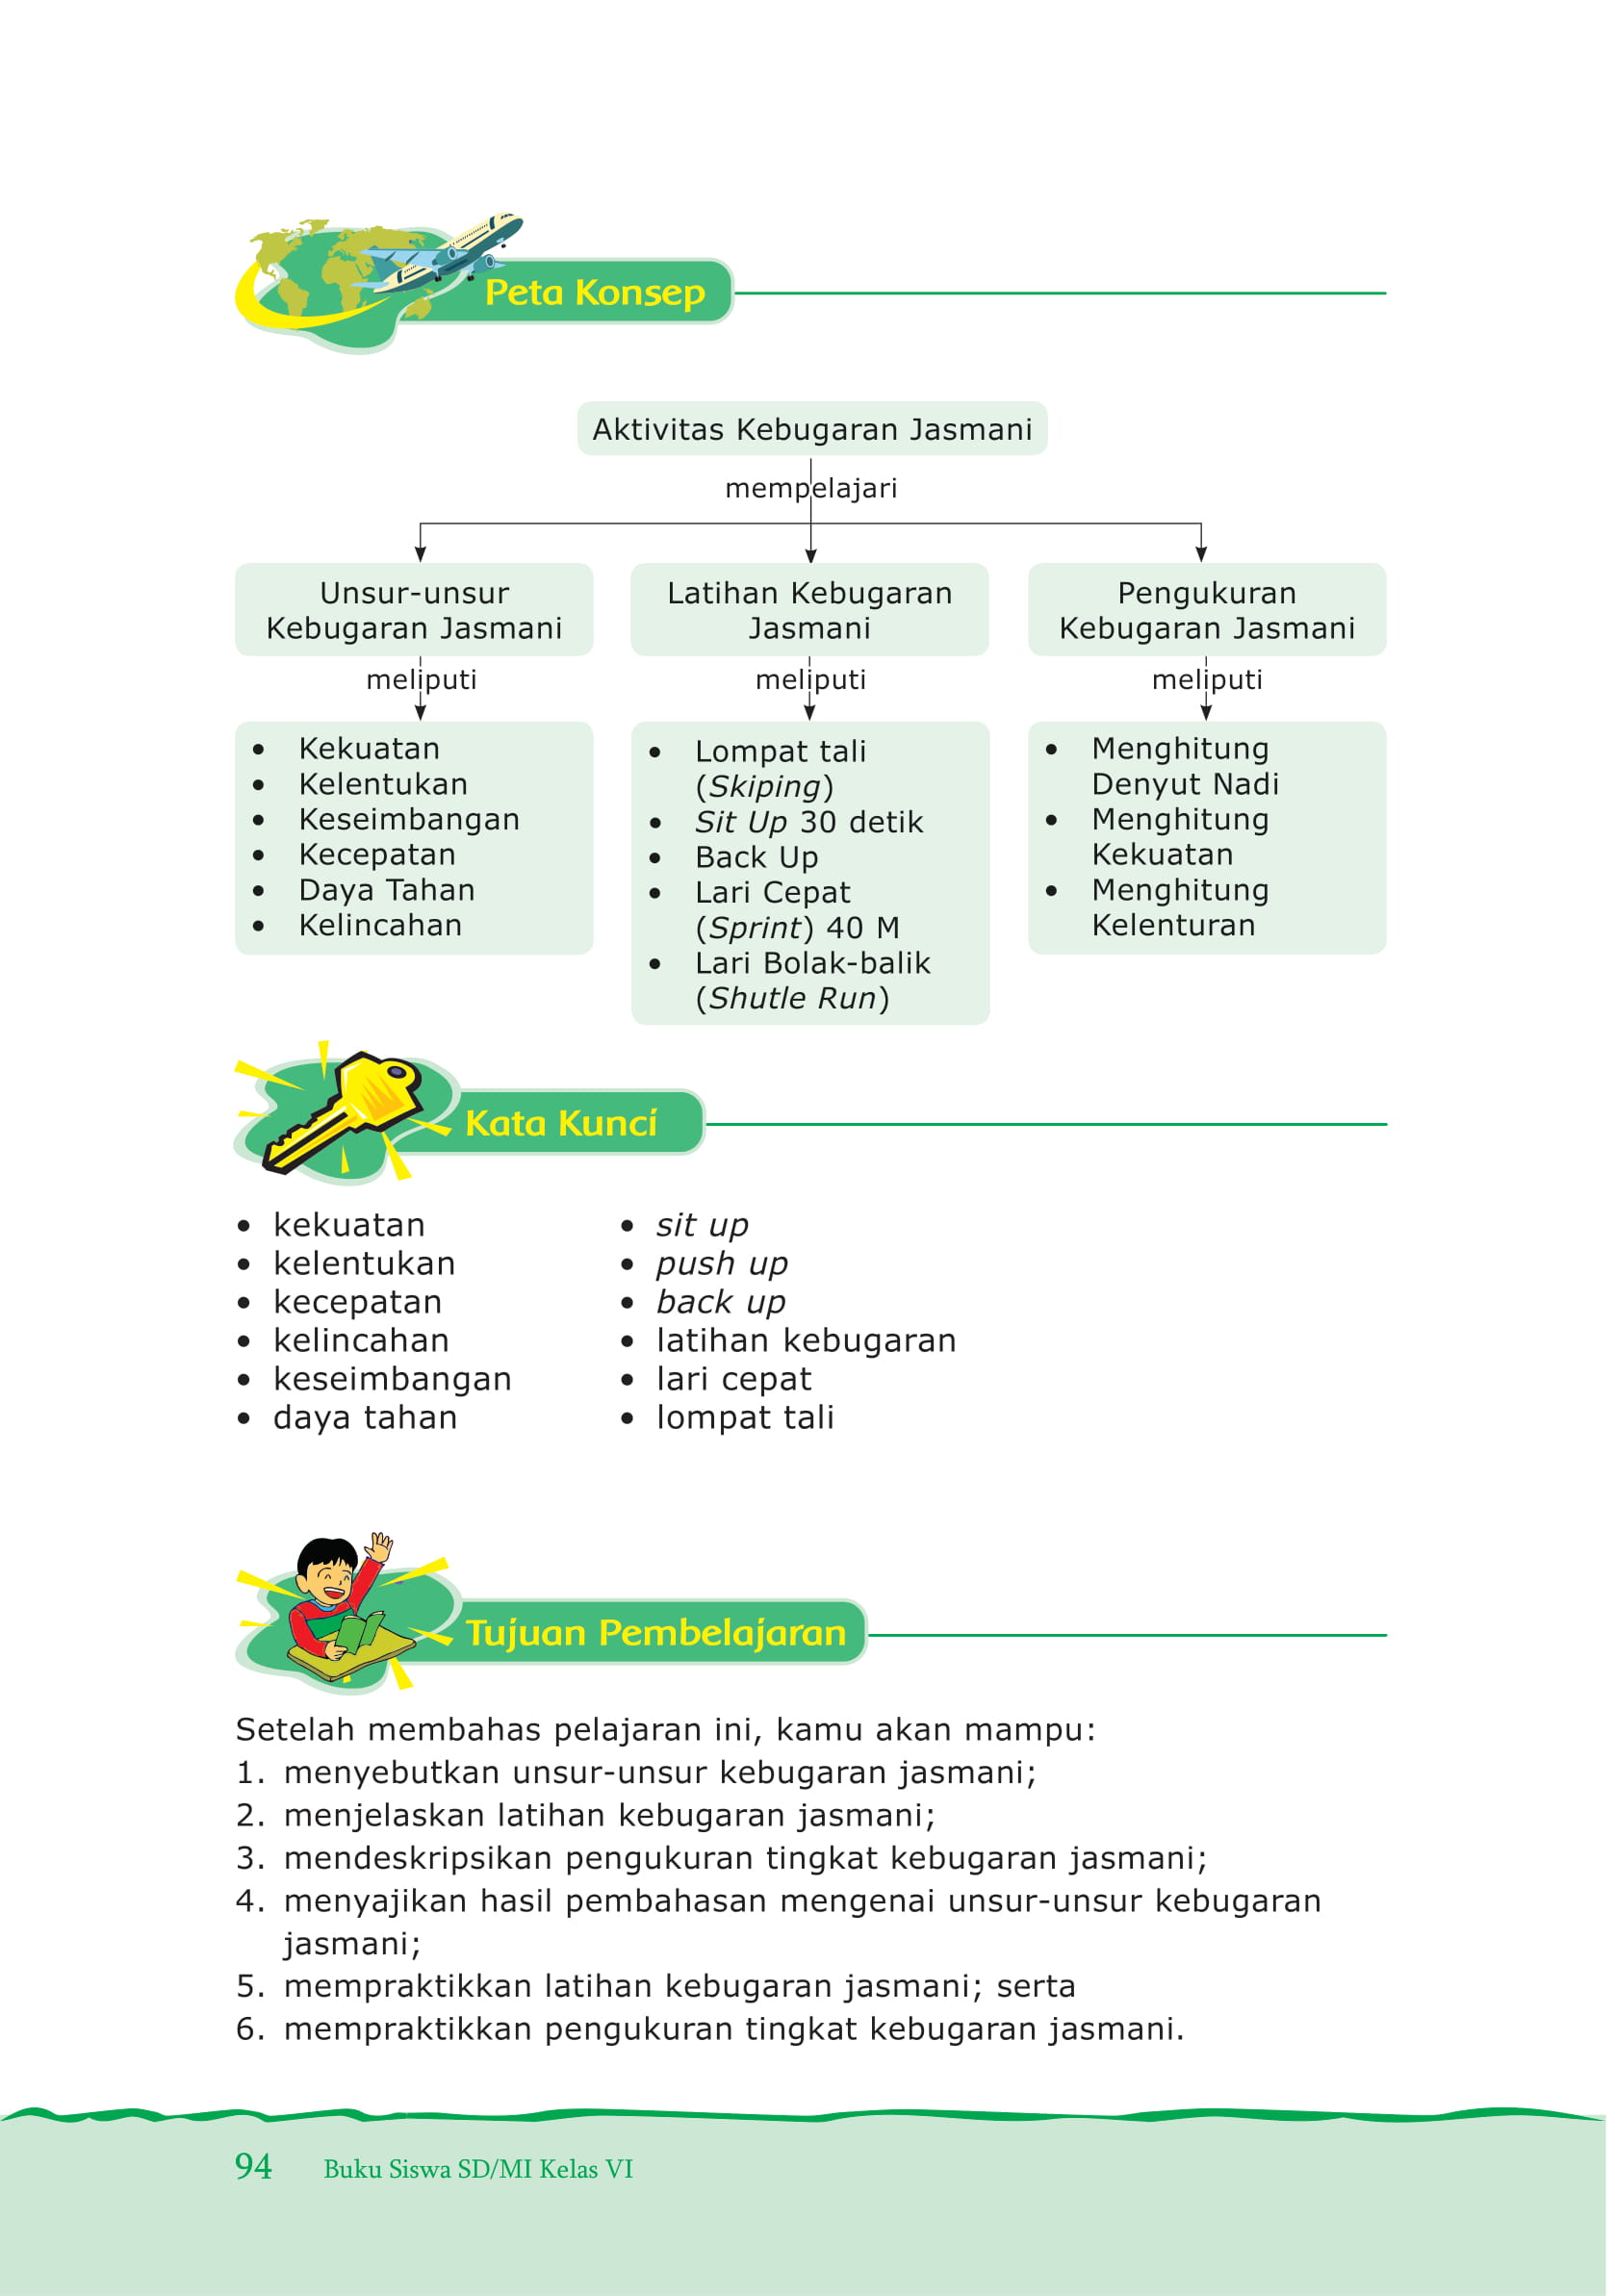 Peta Konsep
Aktivitas Kebugaran Jasmani
mempelajari
Unsur-unsur
Kebugaran Jasmani
meliputi
• Kekuatan
• Kelentukan
• Keseimbangan
• Kecepatan
• Daya Tahan
• Kelincahan
Latihan Kebugaran
Jasmani
meliputi
• Lompat tali
(Skiping)
• Sit Up 30 detik
• Back Up
• Lari Cepat
(Sprint) 40 M
• Lari Bolak-balik
(Shutle Run)
Pengukuran
Kebugaran Jasmani
meliputi
• Menghitung
Denyut Nadi
• Menghitung
Kekuatan
• Menghitung
Kelenturan
Kata Kunci
• kekuatan
• kelentukan
• kecepatan
• kelincahan
• keseimbangan
• daya tahan
• sit up
• push up
• back up
• latihan kebugaran
• lari cepat
• lompat tali
Tujuan Pembelajaran
Setelah membahas pelajaran ini, kamu akan mampu:
1. menyebutkan unsur-unsur kebugaran jasmani;
2. menjelaskan latihan kebugaran jasmani;
3. mendeskripsikan pengukuran tingkat kebugaran jasmani;
4. menyajikan hasil pembahasan mengenai unsur-unsur kebugaran
jasmani;
5. mempraktikkan latihan kebugaran jasmani; serta
6. mempraktikkan pengukuran tingkat kebugaran jasmani.
94 Buku Siswa SD/MI Kelas VI